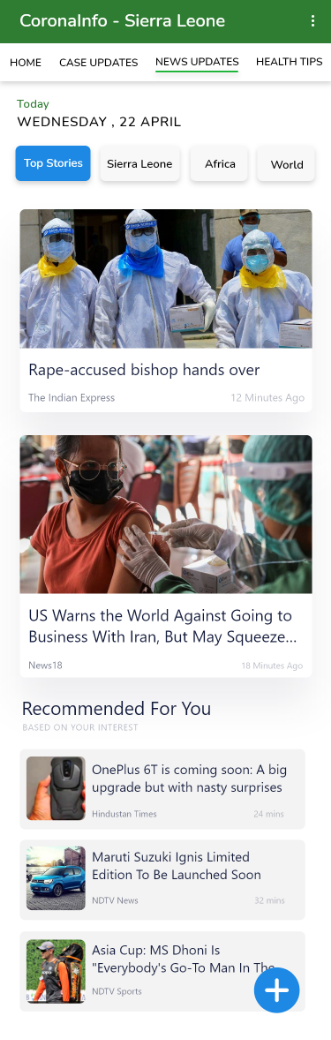 CoronaInfo - Sierra Leone
HOME CASE UPDATES NEWS UPDATES HEALTH TIPS
Today
WEDNESDAY , 22 APRIL
Top Stories Sierra Leone Africa World
Rape-accused bishop hands over
The Indian Express 12 Minutes Ago
US Warns the World Against Going to
Business With Iran, But May Squeeze...
News18 18 Minutes Ago
Recommended For You
BASED ON YOUR INTEREST
OnePlus 6T is coming soon: A big
upgrade but with nasty surprises
Hindustan Times 24 mins
Maruti Suzuki Ignis Limited
Edition To Be Launched Soon
NDTV News 32 mins
Asia Cup: MS Dhoni Is
"Everybody's Go-To Man In The
NDTV Sports